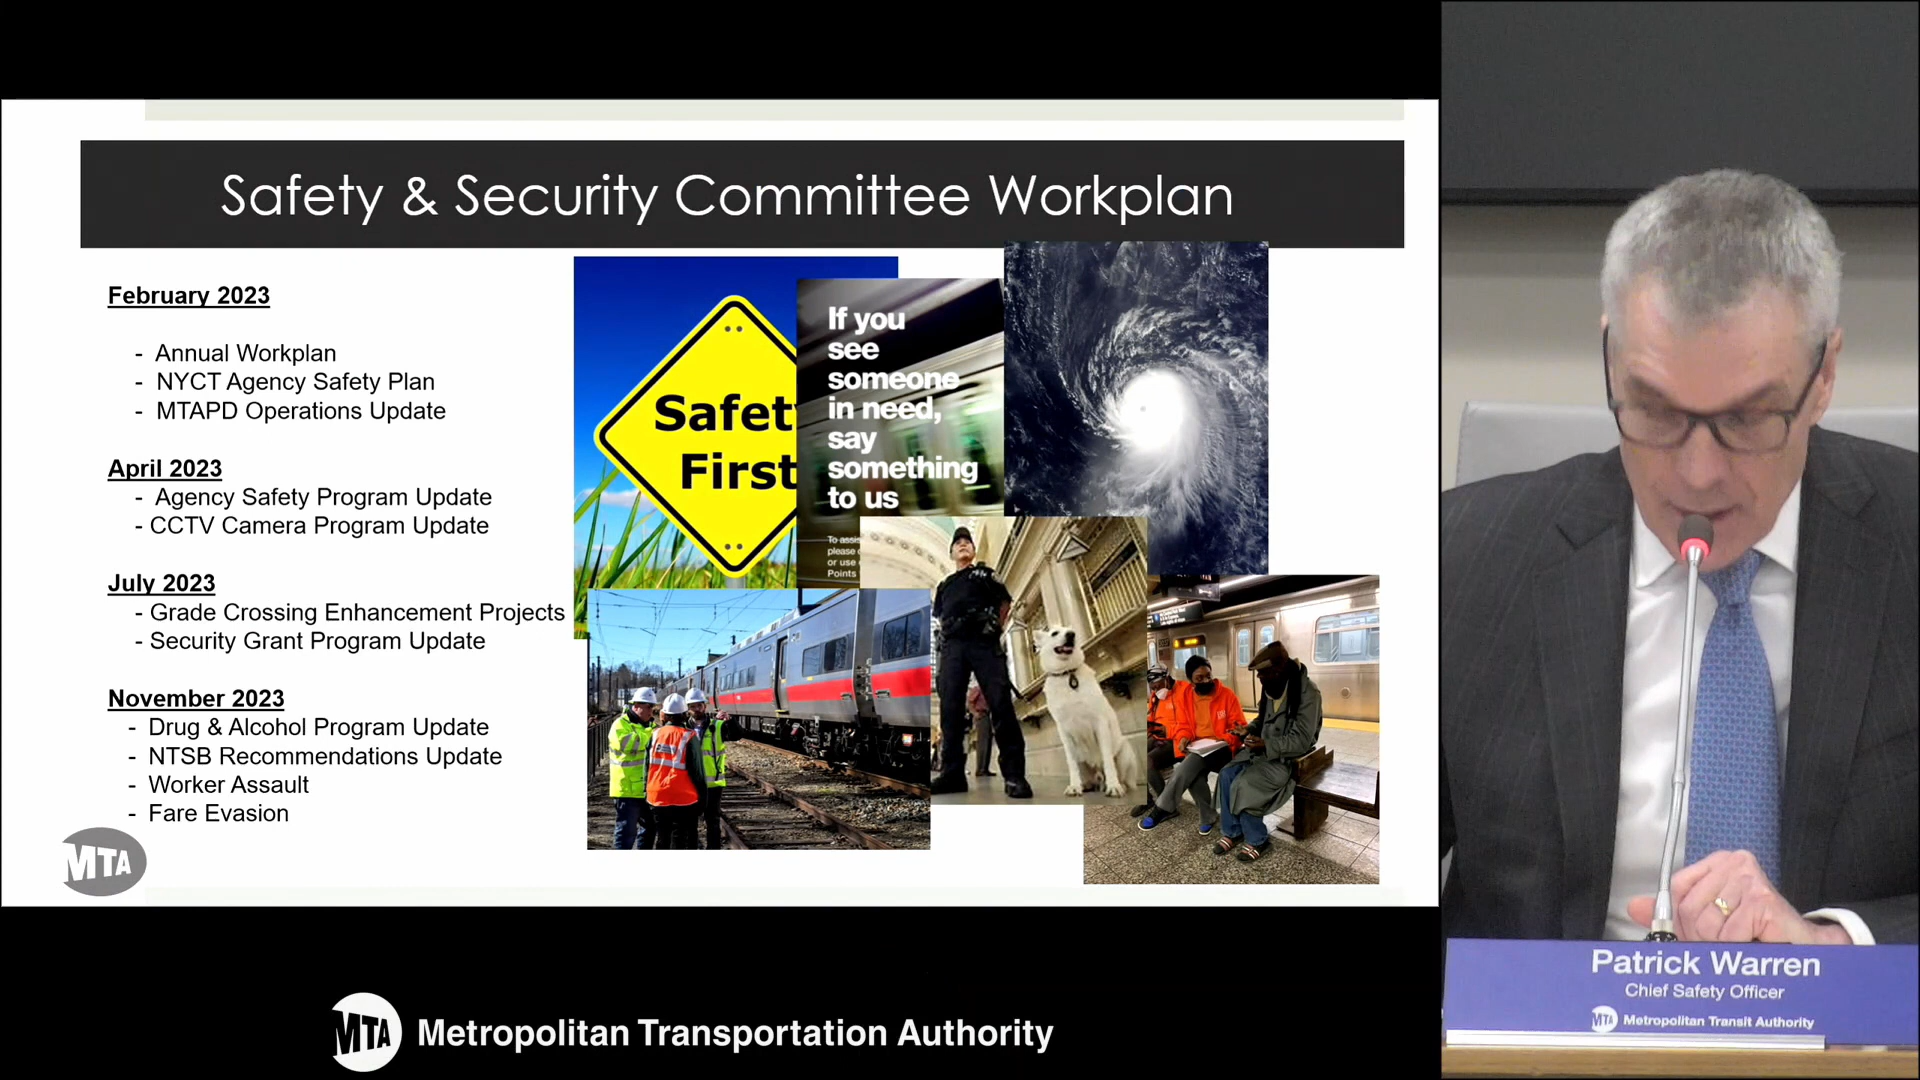 Safety & Security Committee Workplan
February 2023
- Annual Workplan
- NYCT Agency Safety Plan
- MTAPD Operations Update
April 2023
- Agency Safety Program Update
- CCTV Camera Program Update
July 2023
- Grade Crossing Enhancement Projects
- Security Grant Program Update
November 2023
- Drug & Alcohol Program Update
- NTSB Recommendations Update
- Worker Assault
- Fare Evasion
MTA
Safet
First
If you
see
someone
in need,
say
something
to us
To assis
please
or use
Points
MTA Metropolitan Transportation Authority
Patrick Warren
Chief Safety Officer
MTA Metropolitan Transit Authority